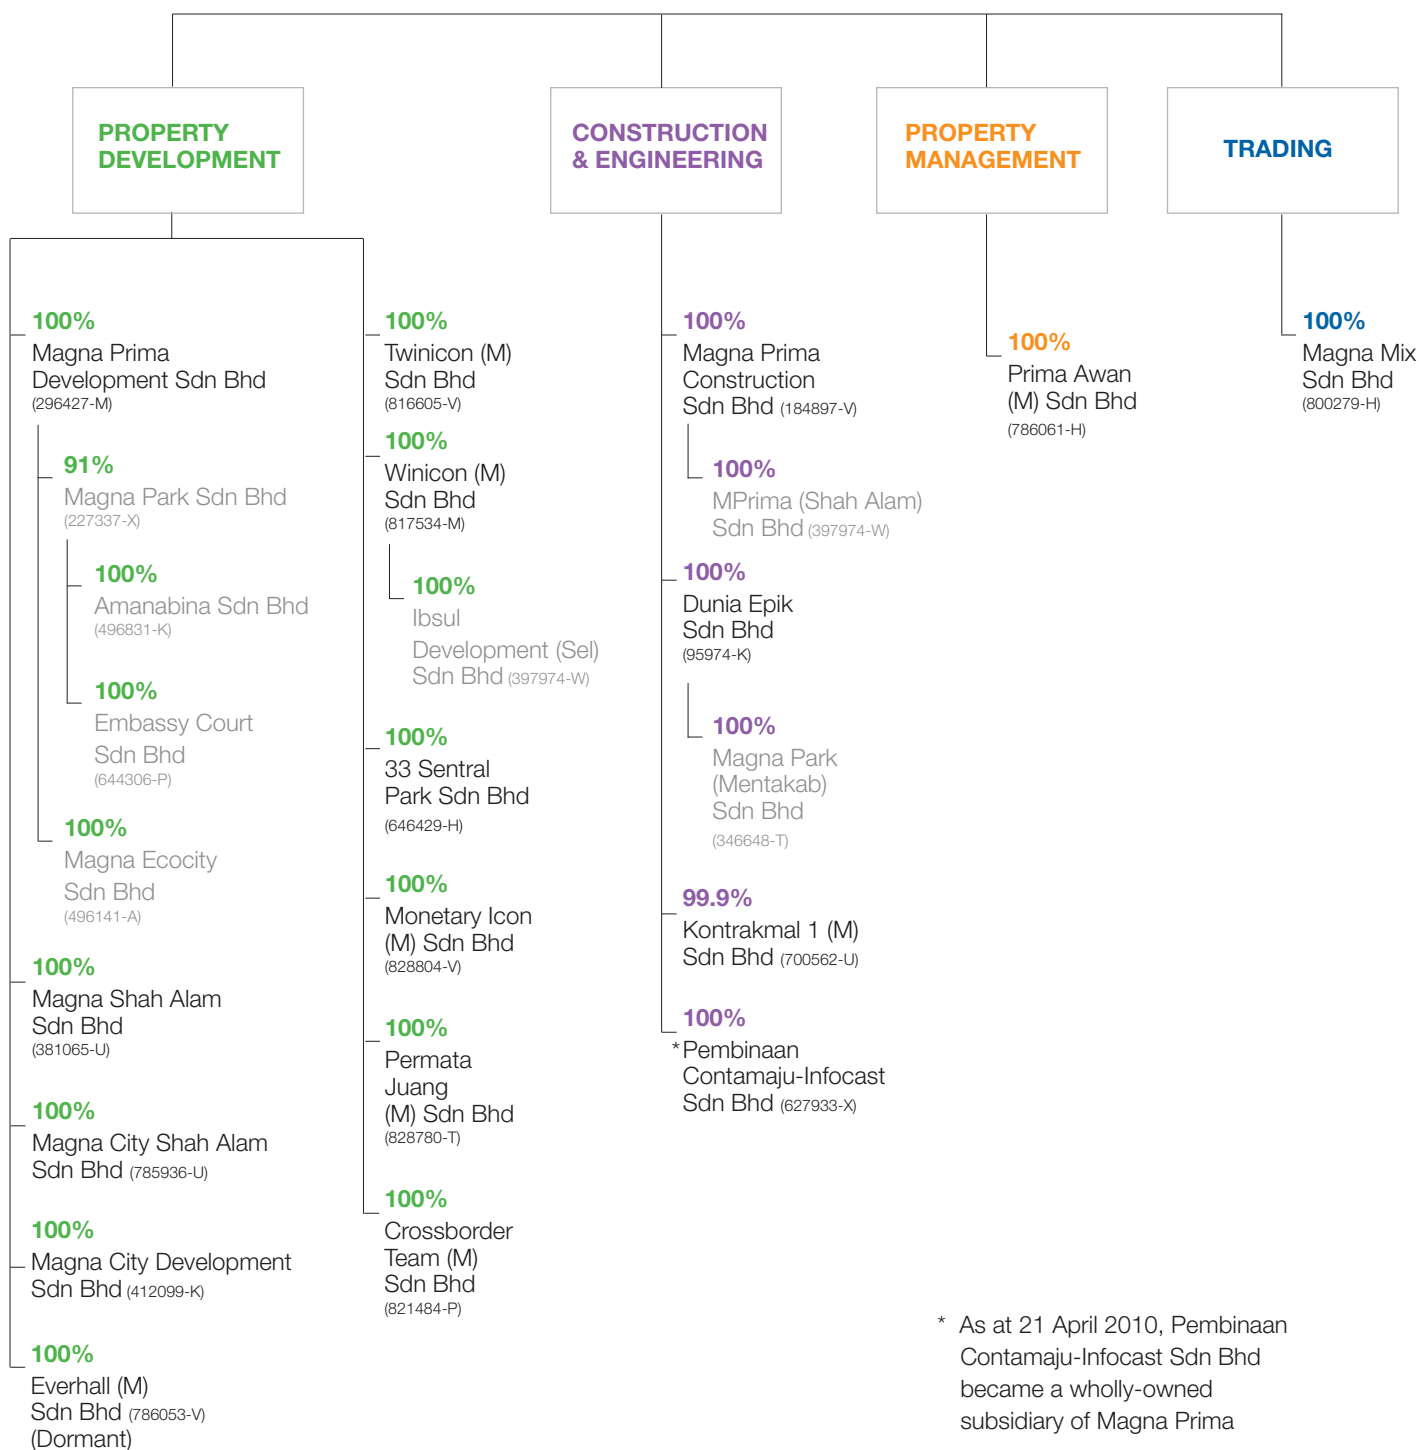 PROPERTY
DEVELOPMENT
CONSTRUCTION
& ENGINEERING
PROPERTY
MANAGEMENT
TRADING
100%
Magna Prima
Development Sdn Bhd
(296427-M)
91%
Magna Park Sdn Bhd
(227337-X)
100%
Amanabina Sdn Bhd
(496831-K)
100%
Embassy Court
Sdn Bhd
(644306-P)
100%
Magna Ecocity
Sdn Bhd
(496141-A)
100%
Magna Shah Alam
Sdn Bhd
(381065-U)
100%
Magna City Shah Alam
Sdn Bhd (785936-U)
100%
Magna City Development
Sdn Bhd (412099-K)
100%
Everhall (M)
Sdn Bhd (786053-V)
(Dormant)
100%
Twinicon (M)
Sdn Bhd
(816605-V)
100%
Winicon (M)
Sdn Bhd
(817534-M)
100%
Ibsul
Development (Sel)
Sdn Bhd (397974-W)
100%
33 Sentral
Park Sdn Bhd
(646429-H)
100%
Monetary Icon
(M) Sdn Bhd
(828804-V)
100%
Permata
Juang
(M) Sdn Bhd
(828780-T)
100%
Crossborder
Team (M)
Sdn Bhd
(821484-P)
100%
Magna Prima
Construction
Sdn Bhd (184897-V)
100%
MPrima (Shah Alam)
Sdn Bhd (397974-W)
100%
Dunia Epik
Sdn Bhd
(95974-K)
100%
Magna Park
(Mentakab)
Sdn Bhd
(346648-T)
99.9%
Kontrakmal 1 (M)
Sdn Bhd (700562-U)
100%
*Pembinaan
Contamaju-Infocast
Sdn Bhd (627933-X)
100%
Prima Awan
(M) Sdn Bhd
(786061-H)
100%
Magna Mix
Sdn Bhd
(800279-H)
* As at 21 April 2010, Pembinaan
Contamaju-Infocast Sdn Bhd
became a wholly-owned
subsidiary of Magna Prima